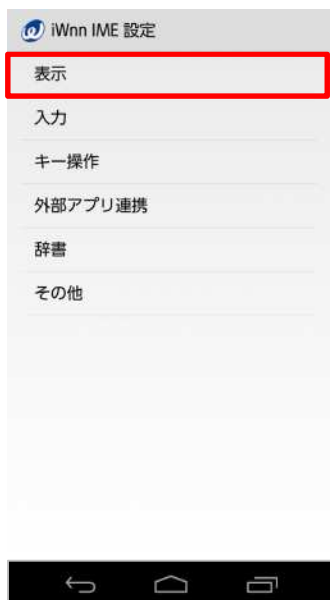 iWnn IME 設定
表示
入力
キー操作
外部アプリ連携
辞書
その他